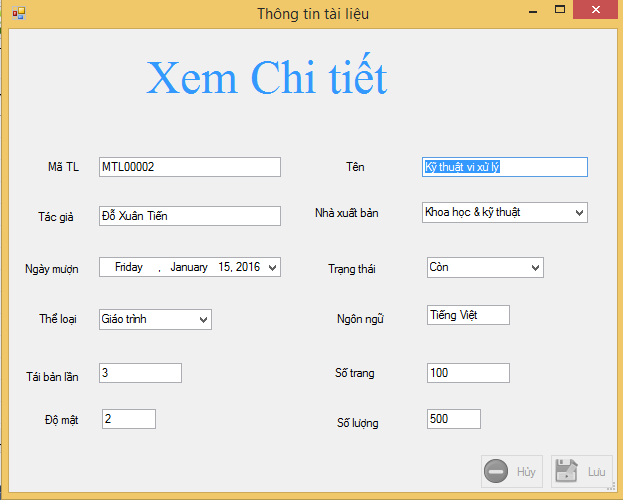 Thông tin tài liệu
Xem Chi tiết
Mã TL MTL00002 Tên Kỹ thuật vi xử lý
Tác giả Đỗ Xuân Tiến Nhà xuất bản Khoa học & kỹ thuật
Ngày mượn Friday , January 15, 2016 Trạng thái Còn
Thể loại Giáo trình Ngôn ngữ Tiếng Việt
Tái bản lần 3 Số trang 100
Độ mật 2 Số lượng 500
Hủy Lưu